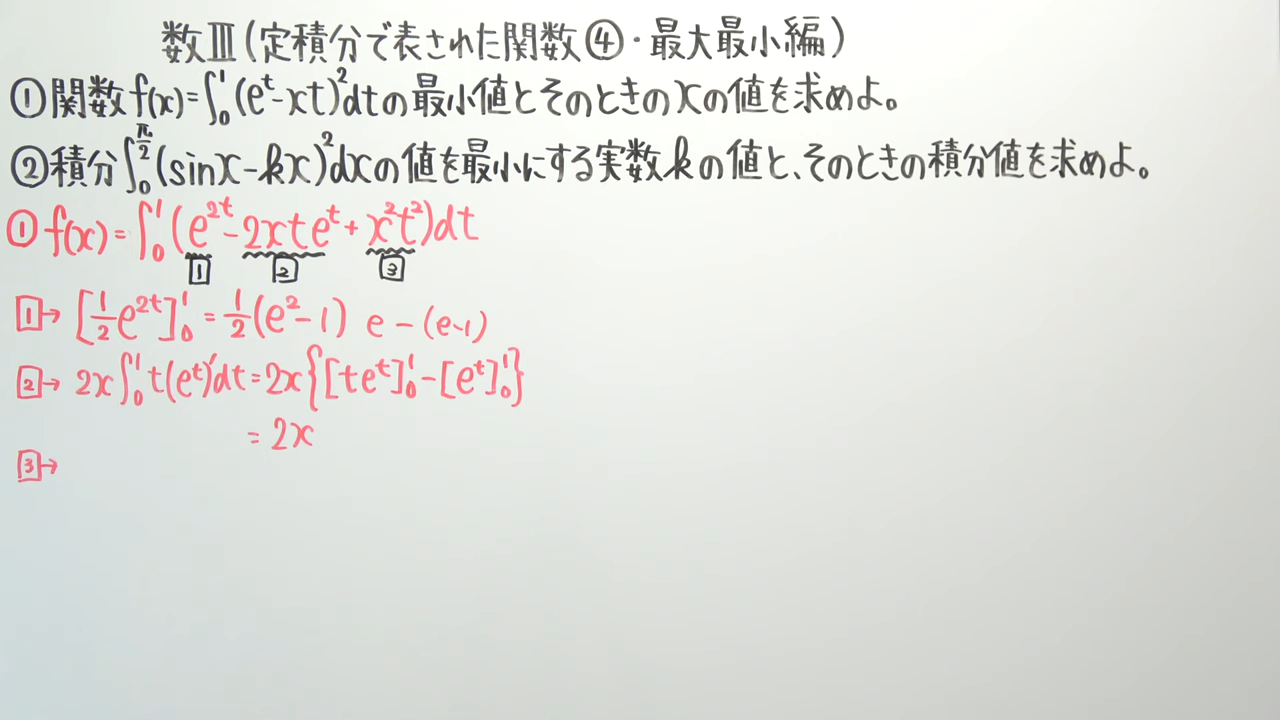 数Ⅲ(定積分で表された関数④・最大最小編)
①関数f(x)=∫₀¹(eᵗ-xt)²dtの最小値とそのときのxの値を求めよ。
②積分∫₀^{π/2}(sinx-kx)²dxの値を最小にする実数kの値と、そのときの積分値を求めよ。
①f(x)=∫₀¹(e²ᵗ-2xteᵗ+x²t²)dt
1 2 3
1→ [1/2e²ᵗ]₀¹=1/2(e²-1) e-(e-1)
2→ 2x∫₀¹t(eᵗ)'dt=2x{[teᵗ]₀¹-[eᵗ]₀¹}
=2x
3→